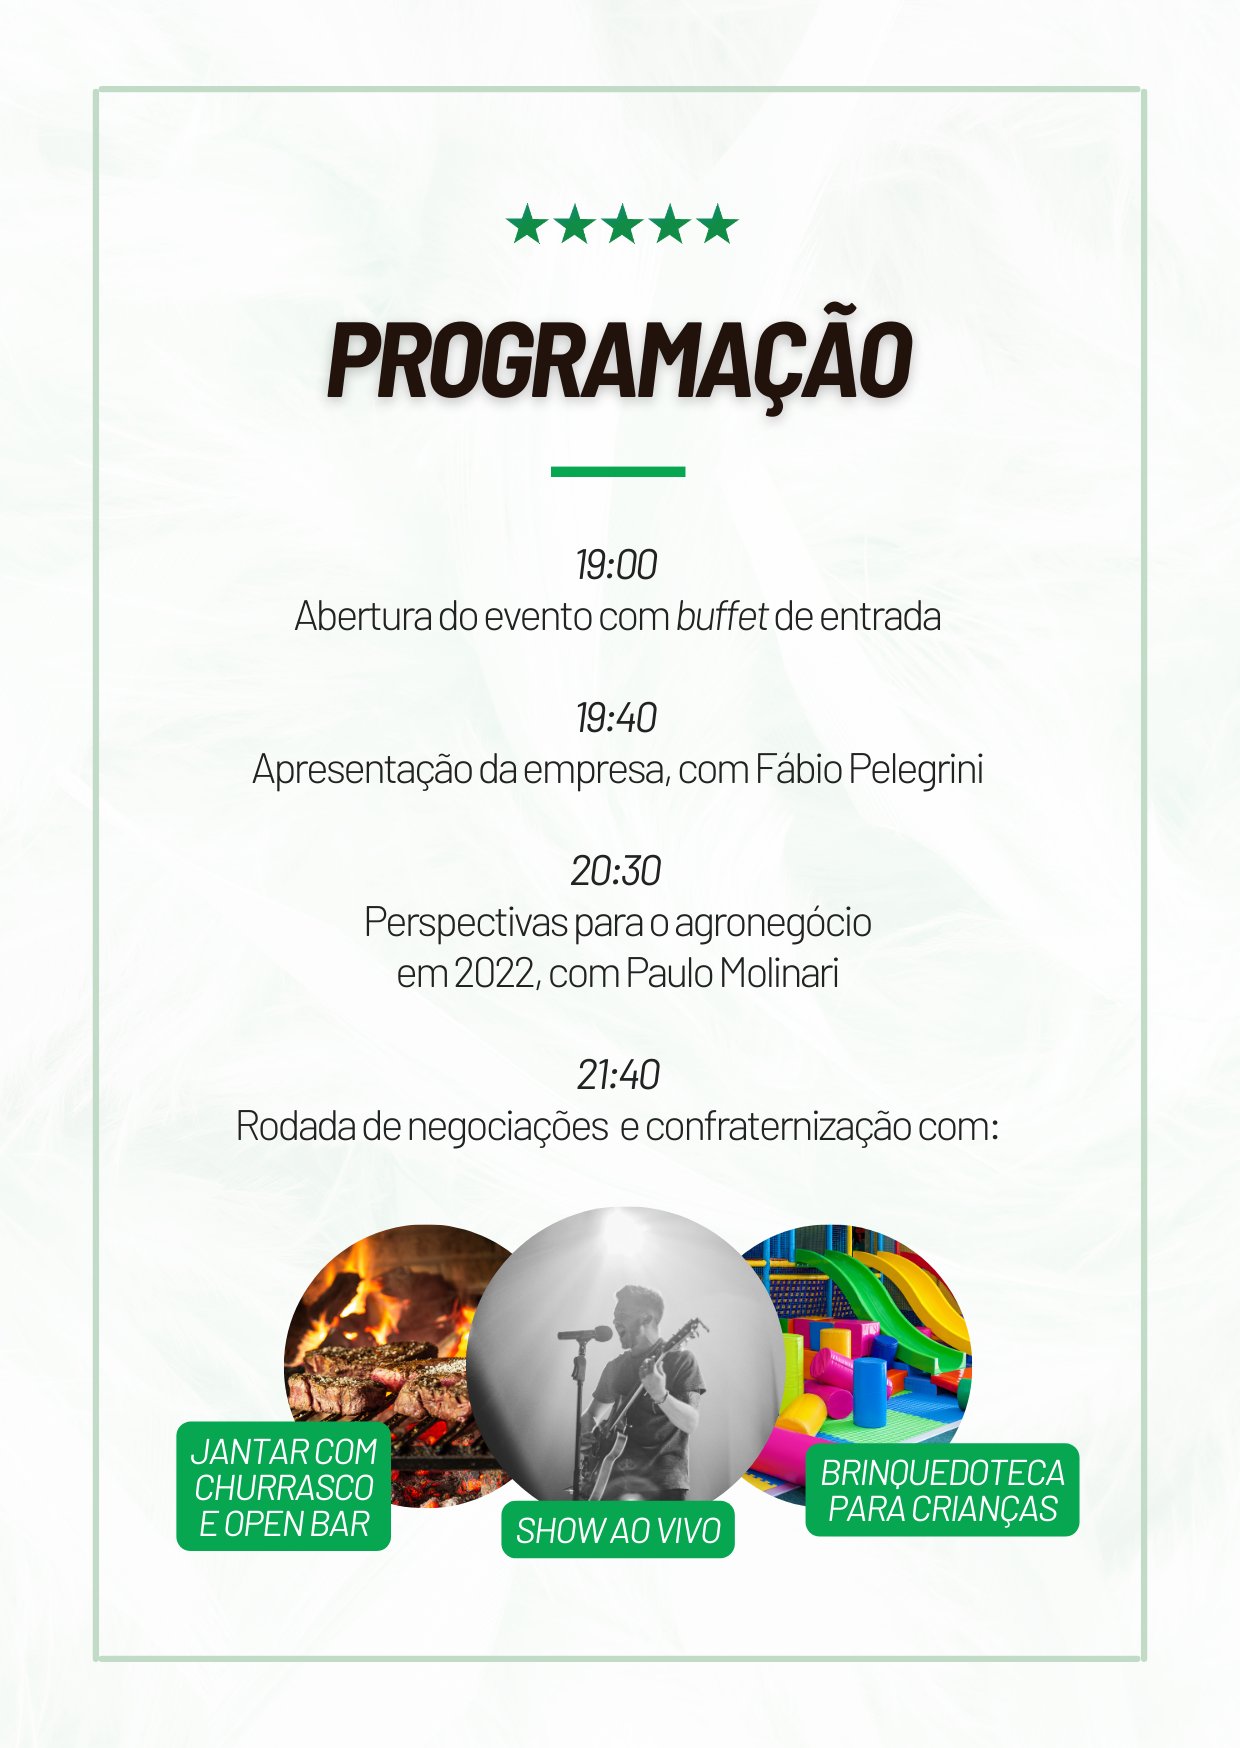 PROGRAMAÇÃO
19:00
Abertura do evento com buffet de entrada
19:40
Apresentação da empresa, com Fábio Pelegrini
20:30
Perspectivas para o agronegócio
em 2022, com Paulo Molinari
21:40
Rodada de negociações e confraternização com:
JANTAR COM
CHURRASCO
E OPEN BAR
SHOW AO VIVO
BRINQUEDOTECA
PARA CRIANÇAS